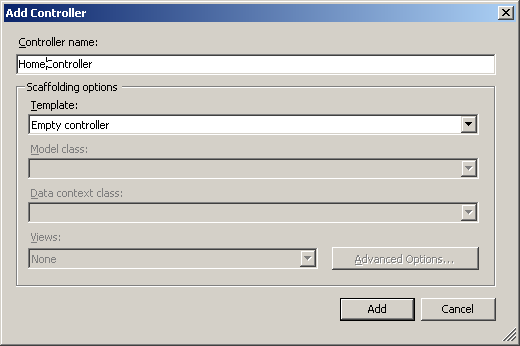 Add Controller
Controller name:
HomeController
Scaffolding options
Template:
Empty controller
Model class:
Data context class:
Views:
None
Advanced Options...
Add
Cancel